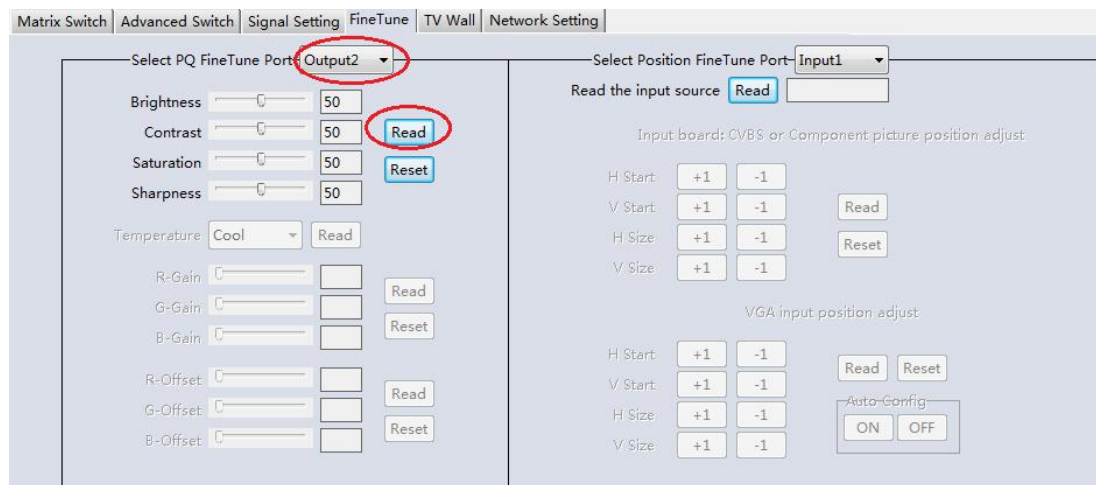 Matrix Switch Advanced Switch Signal Setting FineTune TV Wall Network Setting
Select PQ FineTune Port Output2
Brightness 50
Contrast 50 Read
Saturation 50 Reset
Sharpness 50
Temperature Cool Read
R-Gain
Read
G-Gain
Reset
B-Gain
R-Offset
Read
G-Offset
Reset
B-Offset
Select Position FineTune Port Input1
Read the input source Read
Input board: CVBS or Component picture position adjust
H Start +1 -1
V Start +1 -1 Read
H Size +1 -1 Reset
V Size +1 -1
VGA input position adjust
H Start +1 -1 Read Reset
V Start +1 -1
Auto Config
H Size +1 -1 ON OFF
V Size +1 -1